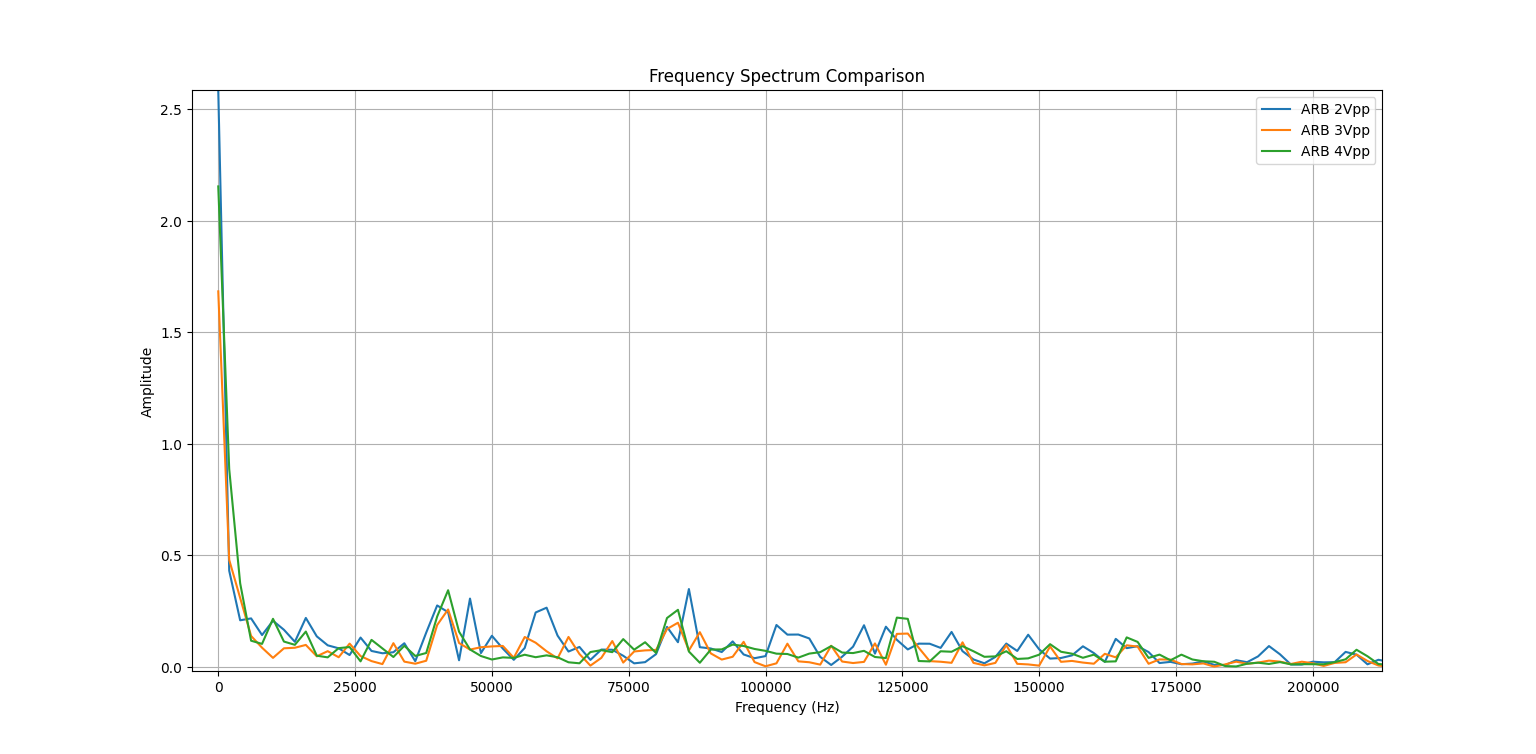 Frequency Spectrum Comparison
ARB 2Vpp
ARB 3Vpp
ARB 4Vpp
2.5
2.0
1.5
1.0
0.5
0.0
Amplitude
0 25000 50000 75000 100000 125000 150000 175000 200000
Frequency (Hz)